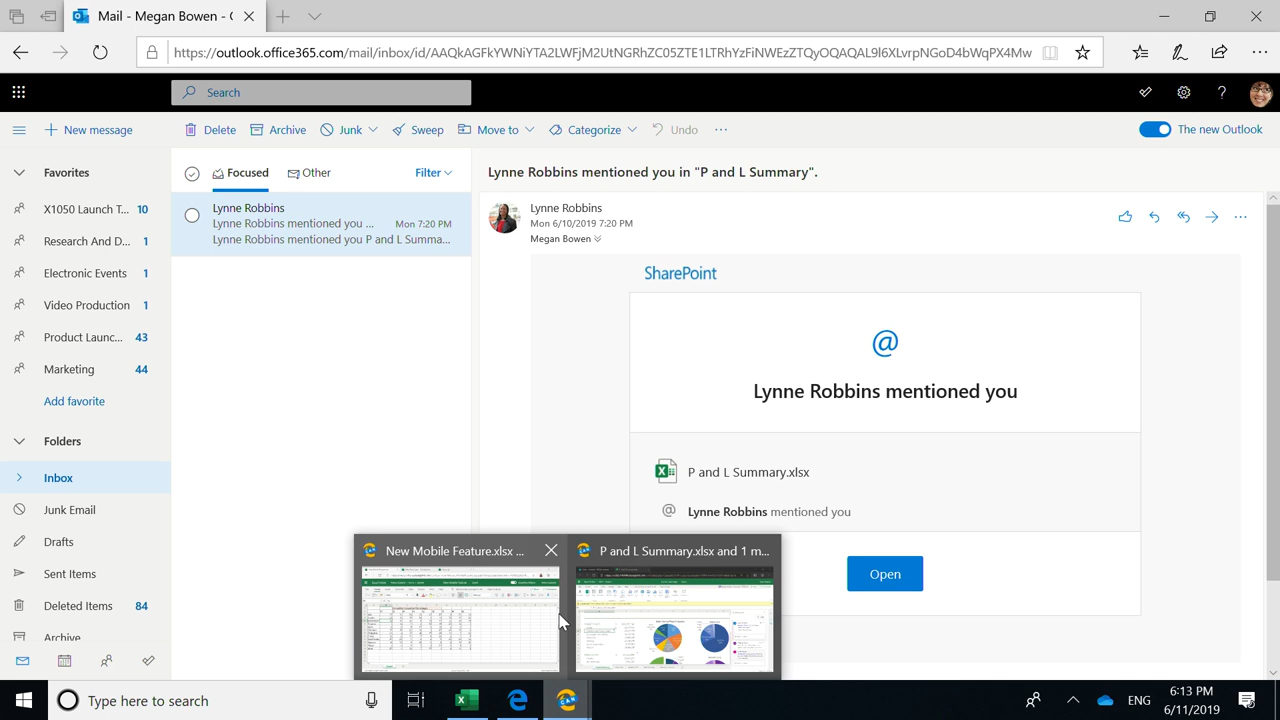 Mail - Megan Bowen - 
https://outlook.office365.com/mail/inbox/id/AAQkAGFkYWNiYTA2LWFjM2UtNGRhZC05ZTE1LTRhYzFiNWEzZTQyOQAQAL9l6XLvrpNGoD4bWqPX4Mw
Search
New message
Delete
Archive
Junk
Sweep
Move to
Categorize
Undo
The new Outlook
Favorites
X1050 Launch T... 10
Research And D... 1
Electronic Events 1
Video Production 1
Product Launc... 43
Marketing 44
Add favorite
Folders
Inbox
Junk Email
Drafts
Sent Items
Deleted Items 84
Archive
Focused
Other
Filter
Lynne Robbins
Lynne Robbins mentioned you ... Mon 7:20 PM
Lynne Robbins mentioned you P and L Summa...
Lynne Robbins mentioned you in "P and L Summary".
Lynne Robbins
Mon 6/10/2019 7:20 PM
Megan Bowen
SharePoint
@
Lynne Robbins mentioned you
P and L Summary.xlsx
@ Lynne Robbins mentioned you
Open
New Mobile Feature.xlsx ...
P and L Summary.xlsx and 1 m...
Type here to search
ENG
6:13 PM
6/11/2019